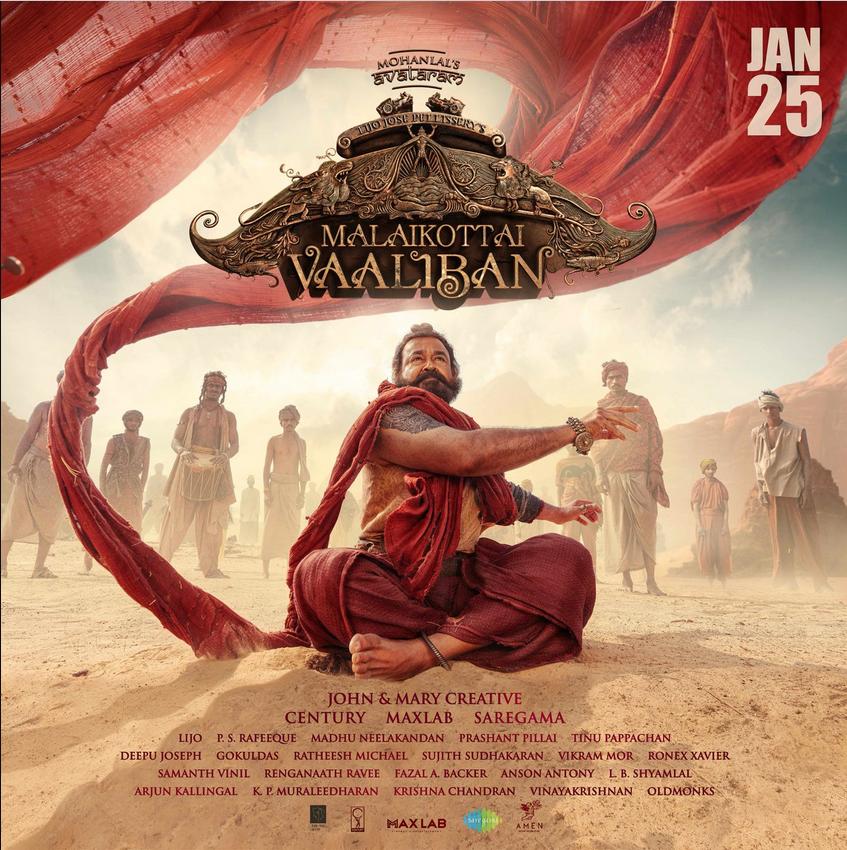 MOHANLAL'S
avataram
JAN
25
LIJO JOSE PELLISSERY'S
MALAIKOTTAI
VAALIBAN
JOHN & MARY CREATIVE
CENTURY MAXLAB SAREGAMA
LIJO P. S. RAFEEQUE MADHU NEELAKANDAN PRASHANT PILLAI TINU PAPPACHAN
DEEPU JOSEPH GOKULDAS RATHEESH MICHAEL SUJITH SUDHAKARAN VIKRAM MOR RONEX XAVIER
SAMANTH VINIL RENGANAATH RAVEE FAZAL A. BACKER ANSON ANTONY L. B. SHYAMLAL
ARJUN KALLINGAL K. P. MURALEEDHARAN KRISHNA CHANDRAN VINAYAKRISHNAN OLDMONKS
MAXLAB
saregama
AMEN